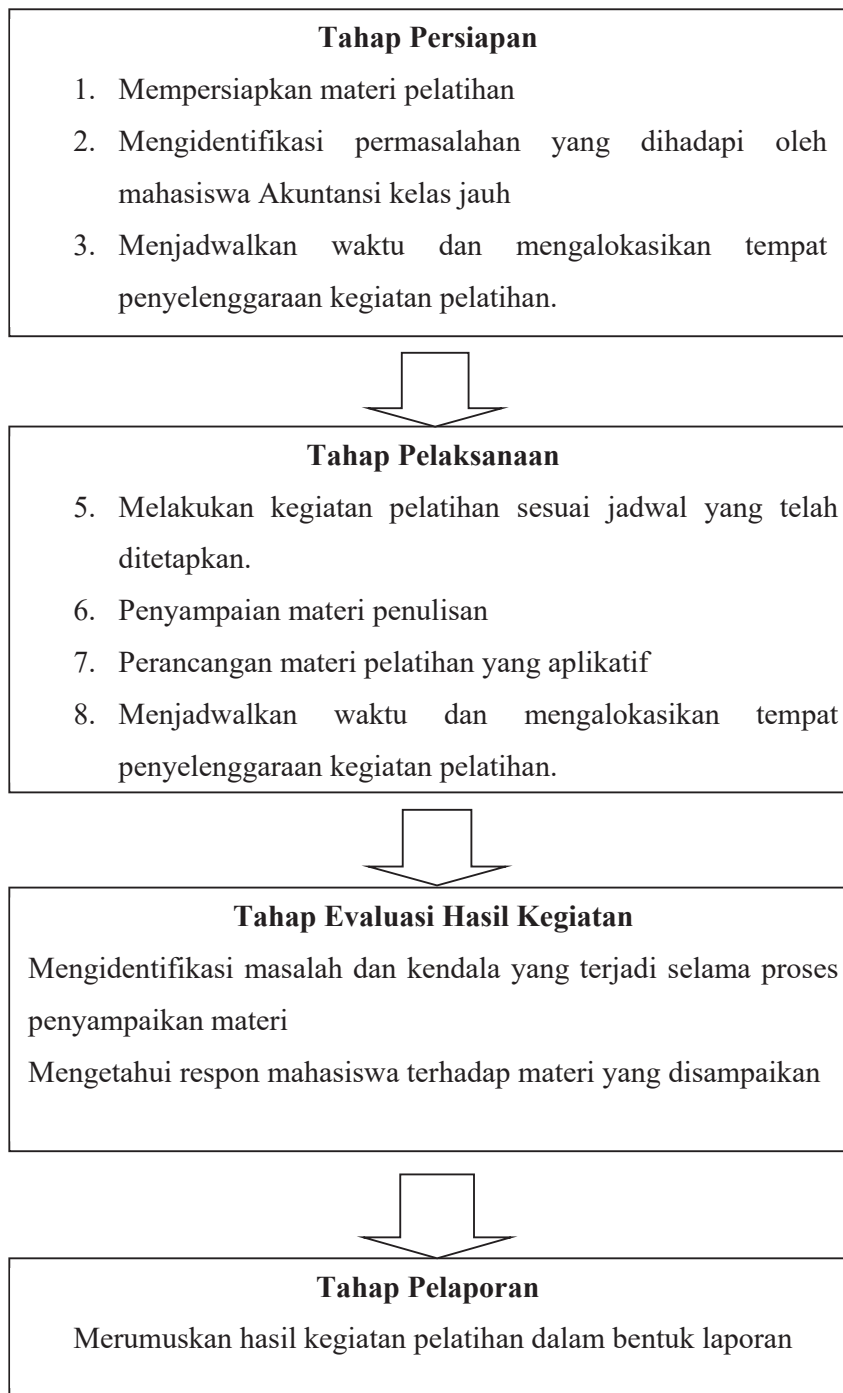 Tahap Persiapan
1. Mempersiapkan materi pelatihan
2. Mengidentifikasi permasalahan yang dihadapi oleh
mahasiswa Akuntansi kelas jauh
3. Menjadwalkan waktu dan mengalokasikan tempat
penyelenggaraan kegiatan pelatihan.
Tahap Pelaksanaan
5. Melakukan kegiatan pelatihan sesuai jadwal yang telah
ditetapkan.
6. Penyampaian materi penulisan
7. Perancangan materi pelatihan yang aplikatif
8. Menjadwalkan waktu dan mengalokasikan tempat
penyelenggaraan kegiatan pelatihan.
Tahap Evaluasi Hasil Kegiatan
Mengidentifikasi masalah dan kendala yang terjadi selama proses
penyampaikan materi
Mengetahui respon mahasiswa terhadap materi yang disampaikan
Tahap Pelaporan
Merumuskan hasil kegiatan pelatihan dalam bentuk laporan